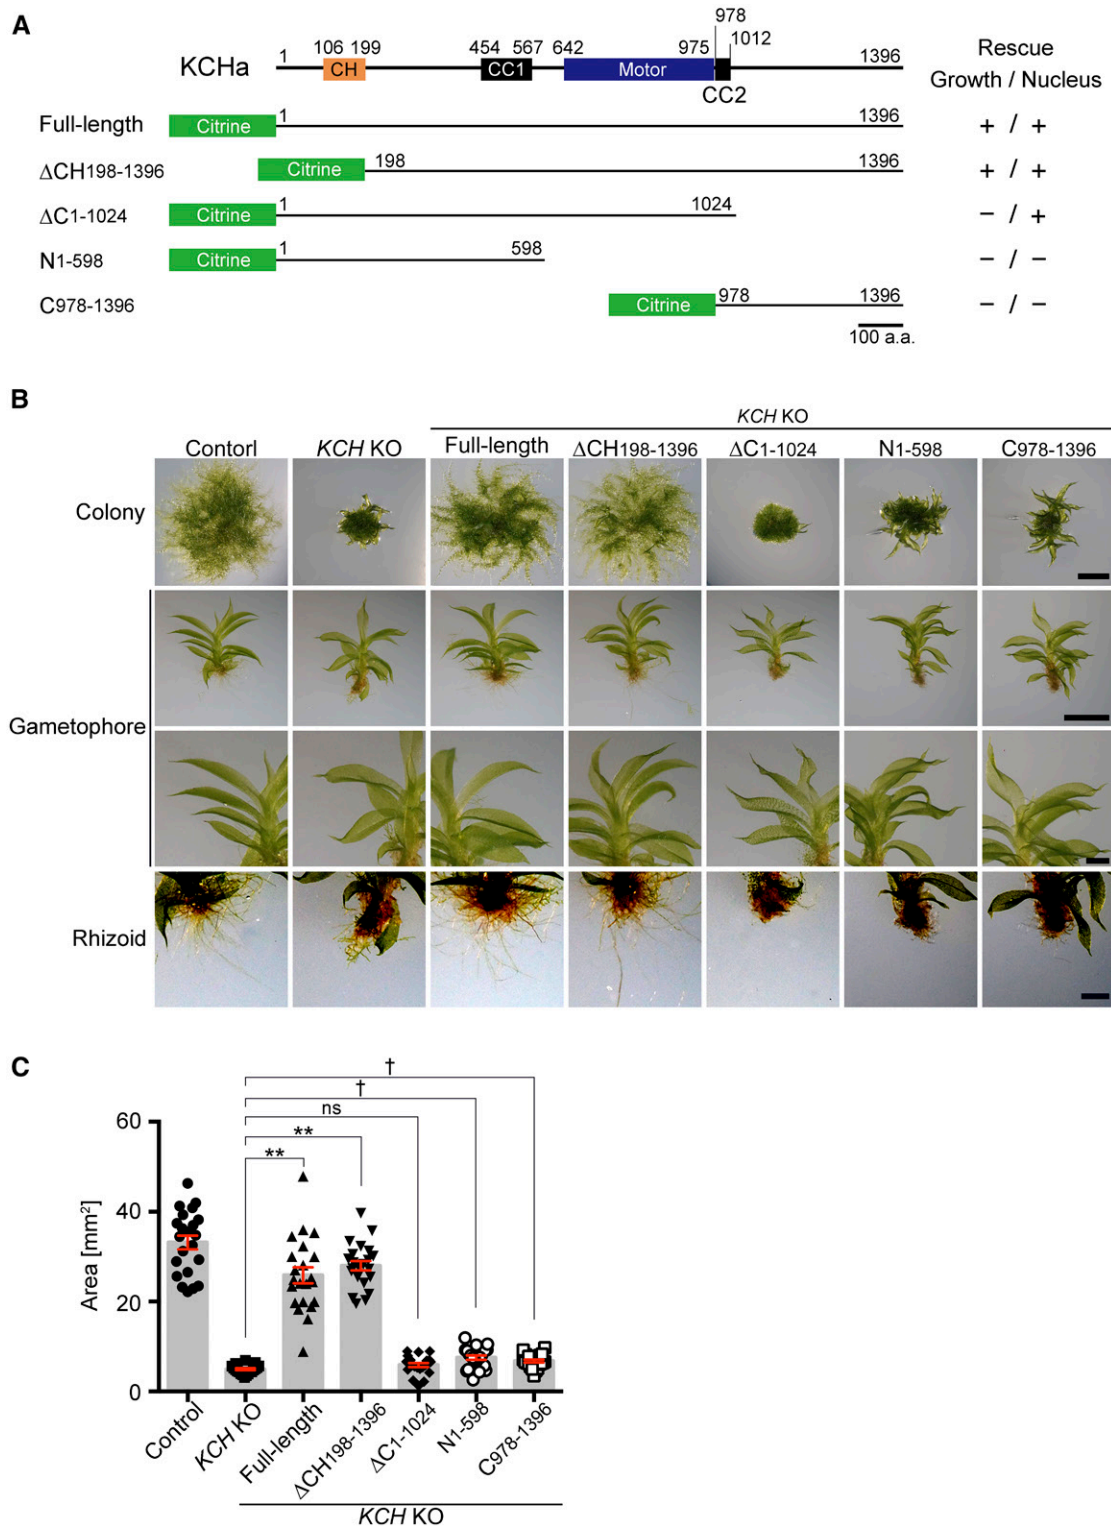 A
978
106 199 454 567 642 975 1012
KCHa 1 CH CC1 Motor 1396
CC2
Rescue
Growth / Nucleus
Full-length Citrine 1 1396 + / +
ΔCH198-1396 Citrine 198 1396 + / +
ΔC1-1024 Citrine 1 1024 – / +
N1-598 Citrine 1 598 – / –
C978-1396 Citrine 978 1396 – / –
100 a.a.
B
KCH KO
Contorl KCH KO Full-length ΔCH198-1396 ΔC1-1024 N1-598 C978-1396
Colony
Gametophore
Rhizoid
C
†
†
ns
**
**
60
40
20
0
Area [mm²]
Control KCH KO Full-length ΔCH198-1396 ΔC1-1024 N1-598 C978-1396
KCH KO